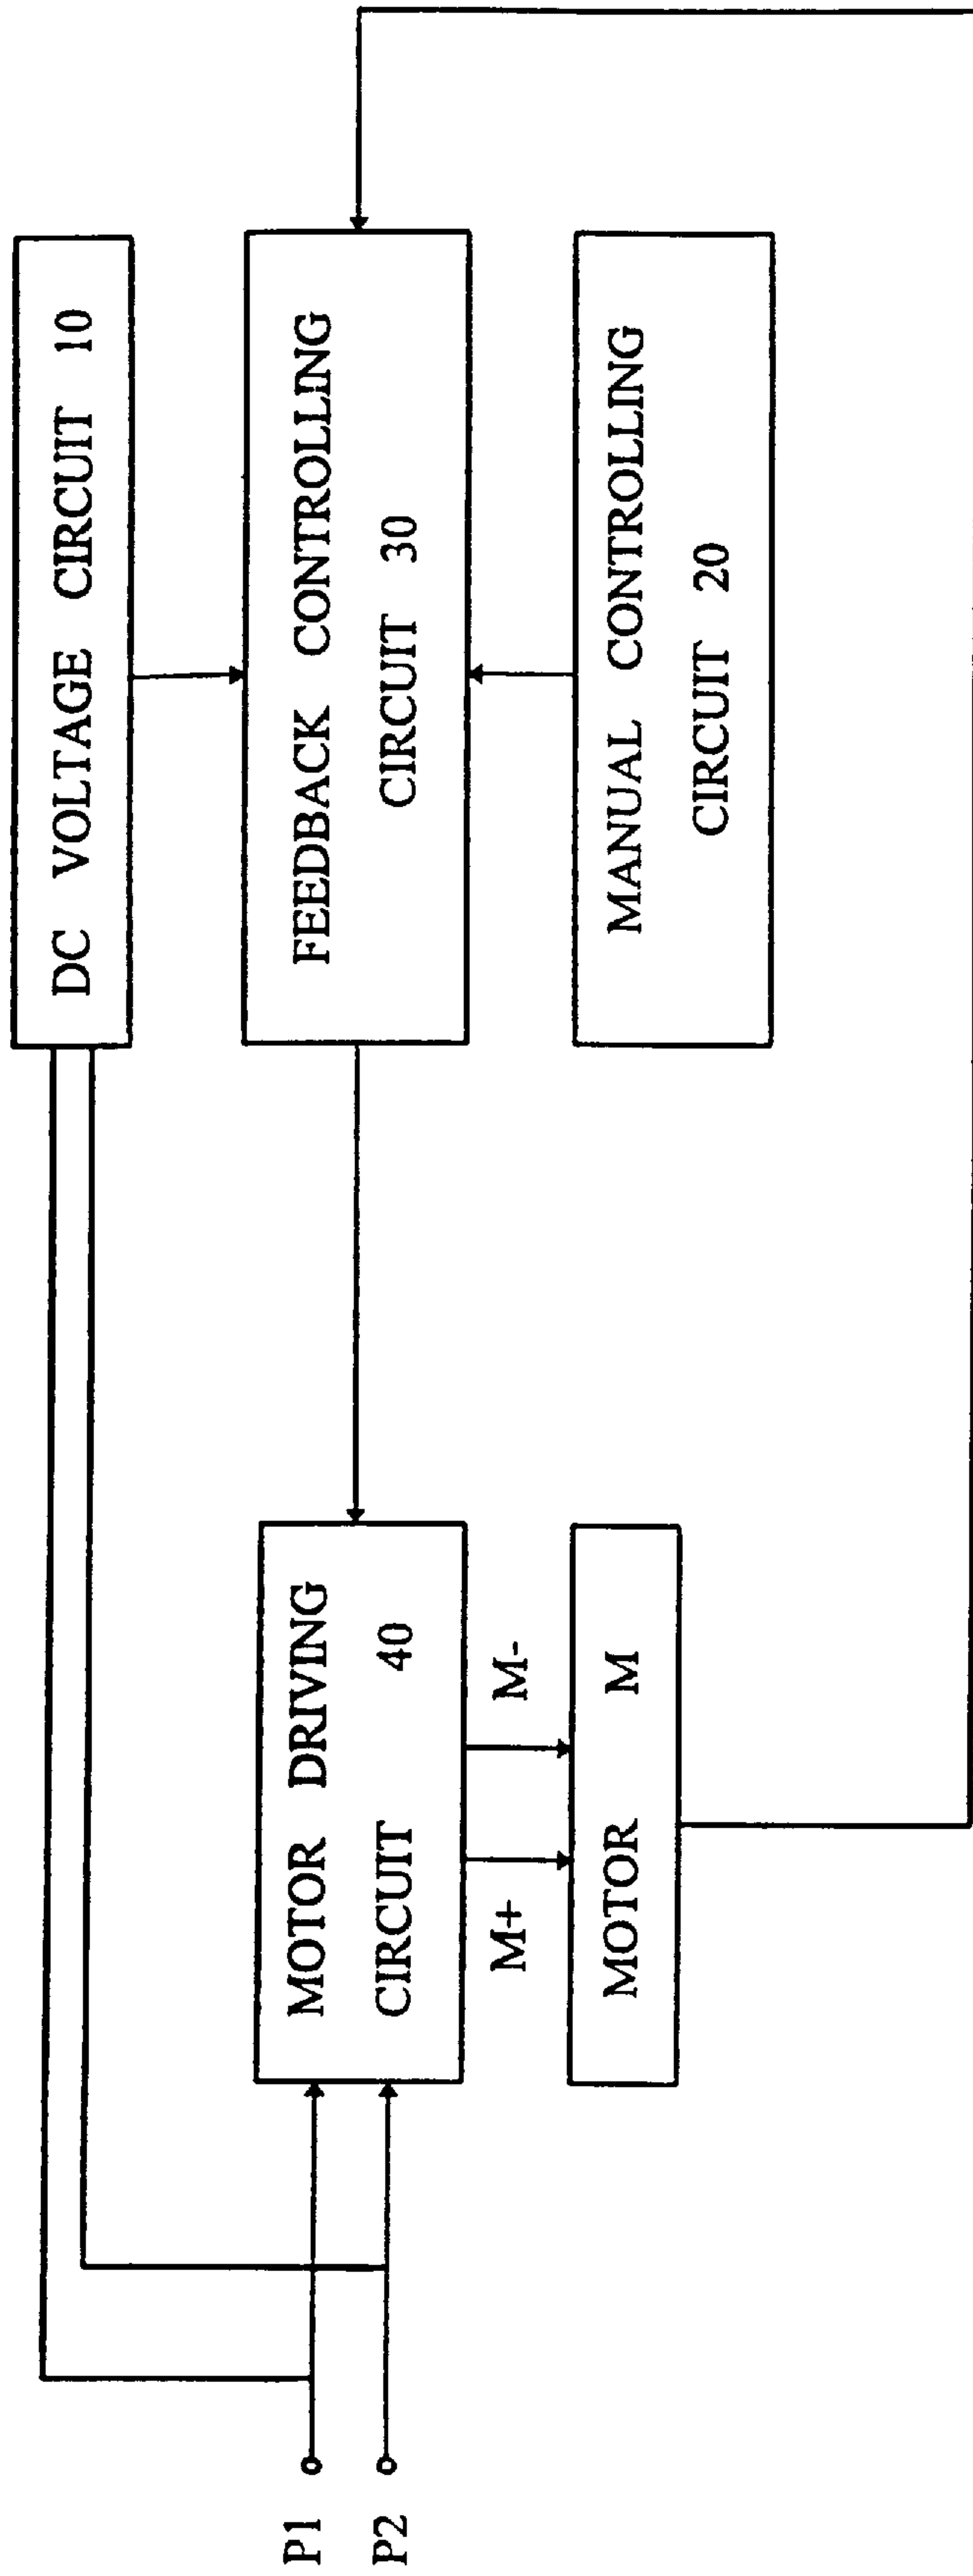 DC VOLTAGE CIRCUIT 10
FEEDBACK CONTROLLING
CIRCUIT 30
MANUAL CONTROLLING
CIRCUIT 20
MOTOR DRIVING
CIRCUIT 40
M+
M-
MOTOR M
P1
P2